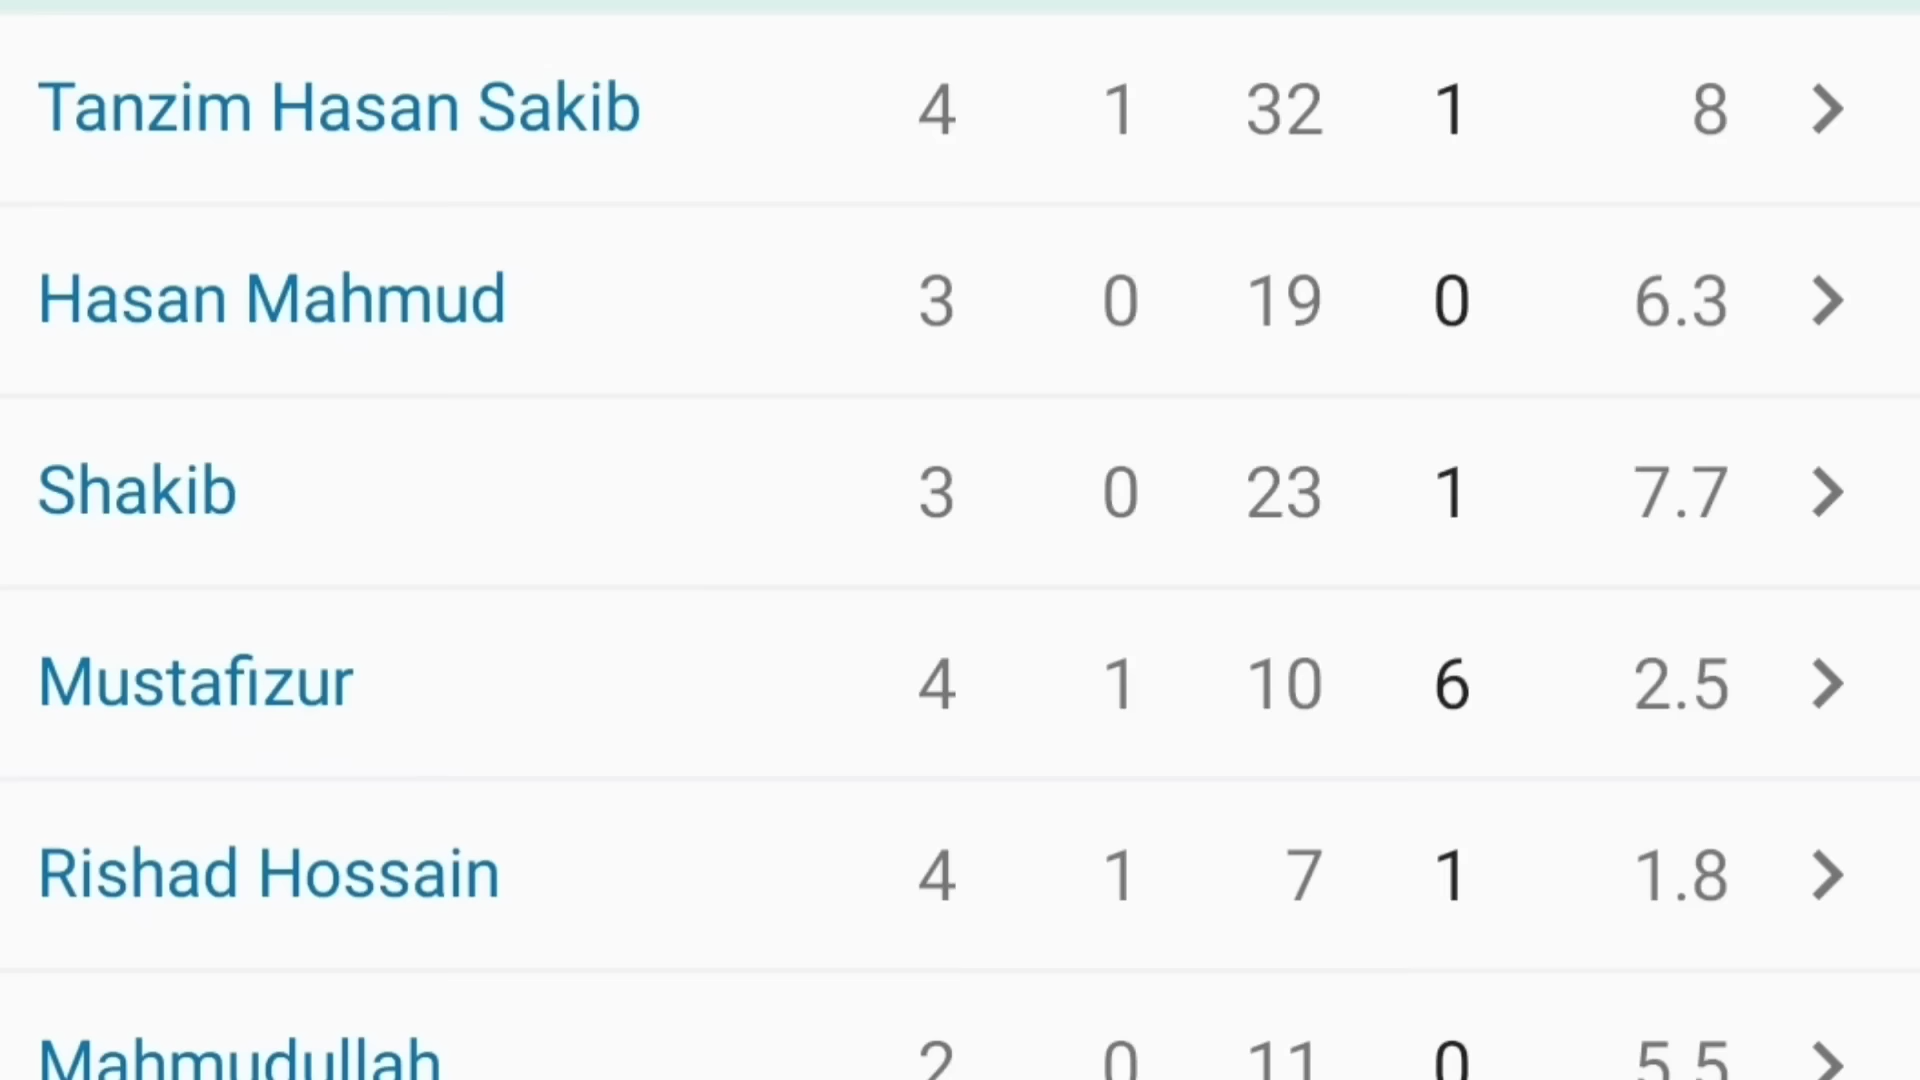 Tanzim Hasan Sakib 4 1 32 1 8
Hasan Mahmud 3 0 19 0 6.3
Shakib 3 0 23 1 7.7
Mustafizur 4 1 10 6 2.5
Rishad Hossain 4 1 7 1 1.8
Mahmudullah 2 0 11 0 5.5